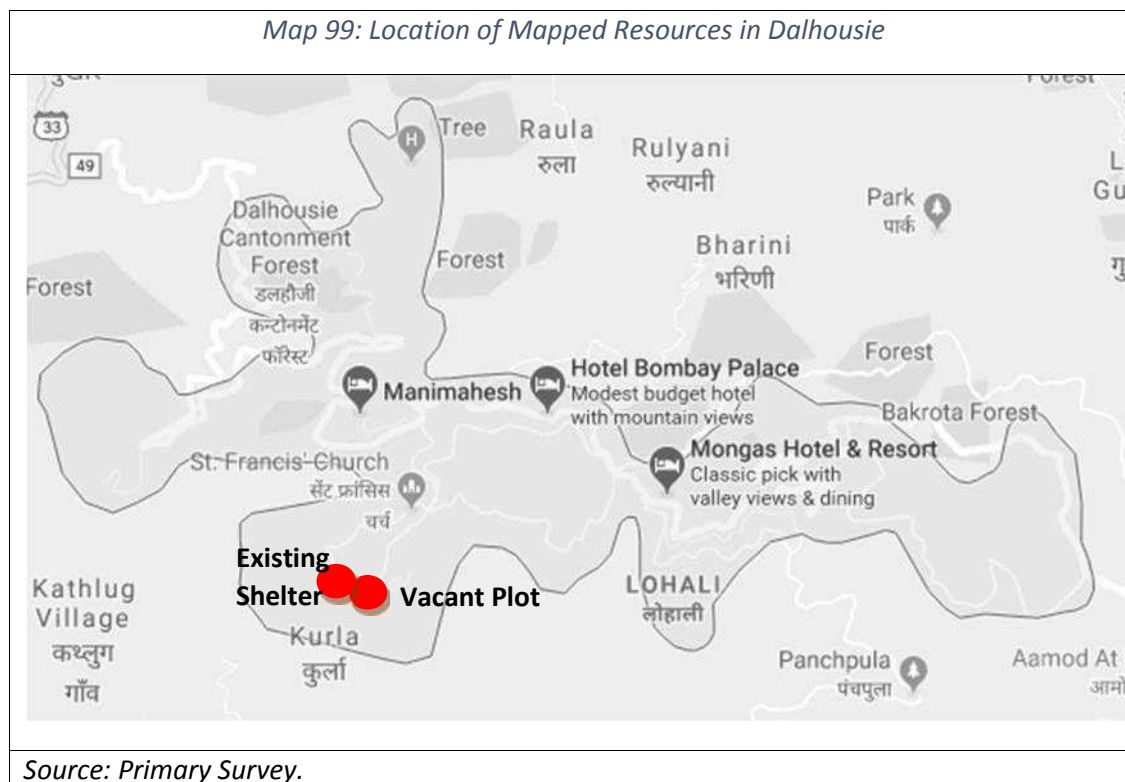 Map 99: Location of Mapped Resources in Dalhousie
Forest
33
49
H
Tree
Raula
रुला
Rulyani
रुल्यानी
Park
पार्क
Dalhousie
Cantonment
Forest
डलहौजी
कन्टोनमेंट
फॉरेस्ट
Forest
Bharini
भरिणी
Forest
Manimahesh
Hotel Bombay Palace
Modest budget hotel
with mountain views
Forest
Bakrota Forest
Mongas Hotel & Resort
Classic pick with
valley views & dining
St. Francis' Church
सेंट फ्रांसिस
चर्च
Existing
Shelter
Vacant Plot
Kathlug
Village
कथ्लुग
गाँव
Kurla
कुर्ला
LOHALI
लोहाली
Panchpula
पंचपुला
Aamod At
Source: Primary Survey.